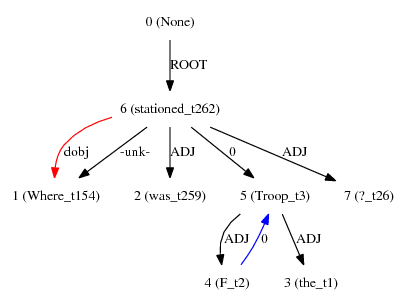 0 (None)
ROOT
6 (stationed_t262)
dobj -unk- ADJ 0 ADJ
1 (Where_t154) 2 (was_t259) 5 (Troop_t3) 7 (?_t26)
ADJ 0 ADJ
4 (F_t2) 3 (the_t1)